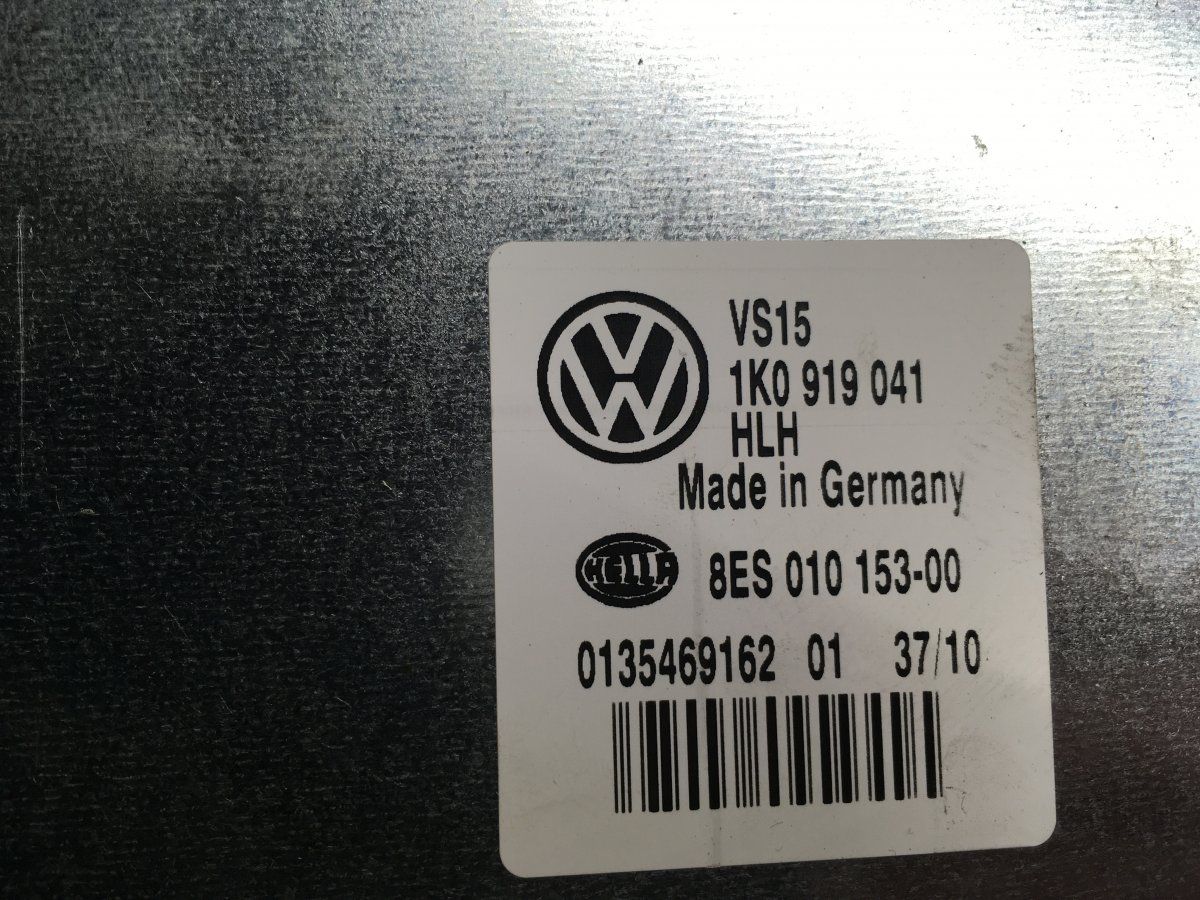 VS15
1K0 919 041
HLH
Made in Germany
HELLA 8ES 010 153-00
0135469162 01 37/10